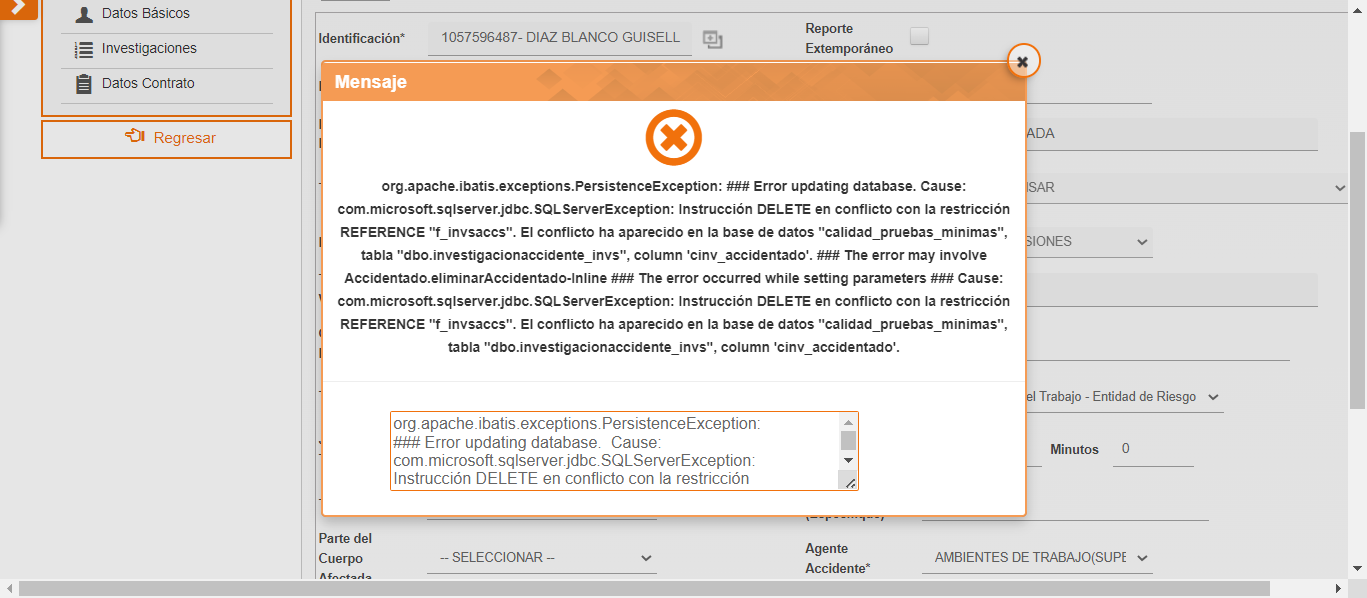 Datos Básicos
Investigaciones
Datos Contrato
Regresar
Identificación*
1057596487- DIAZ BLANCO GUISELL
Reporte
Extemporáneo
Mensaje
org.apache.ibatis.exceptions.PersistenceException: ### Error updating database. Cause:
com.microsoft.sqlserver.jdbc.SQLServerException: Instrucción DELETE en conflicto con la restricción
REFERENCE "f_invsaccs". El conflicto ha aparecido en la base de datos "calidad_pruebas_minimas",
tabla "dbo.investigacionaccidente_invs", column 'cinv_accidentado'. ### The error may involve
Accidentado.eliminarAccidentado-Inline ### The error occurred while setting parameters ### Cause:
com.microsoft.sqlserver.jdbc.SQLServerException: Instrucción DELETE en conflicto con la restricción
REFERENCE "f_invsaccs". El conflicto ha aparecido en la base de datos "calidad_pruebas_minimas",
tabla "dbo.investigacionaccidente_invs", column 'cinv_accidentado'.
org.apache.ibatis.exceptions.PersistenceException:
### Error updating database.  Cause:
com.microsoft.sqlserver.jdbc.SQLServerException:
Instrucción DELETE en conflicto con la restricción
ADA
SAR
SIONES
el Trabajo - Entidad de Riesgo
Minutos
0
Parte del
Cuerpo
Afectada
-- SELECCIONAR --
Agente
Accidente*
AMBIENTES DE TRABAJO(SUPE